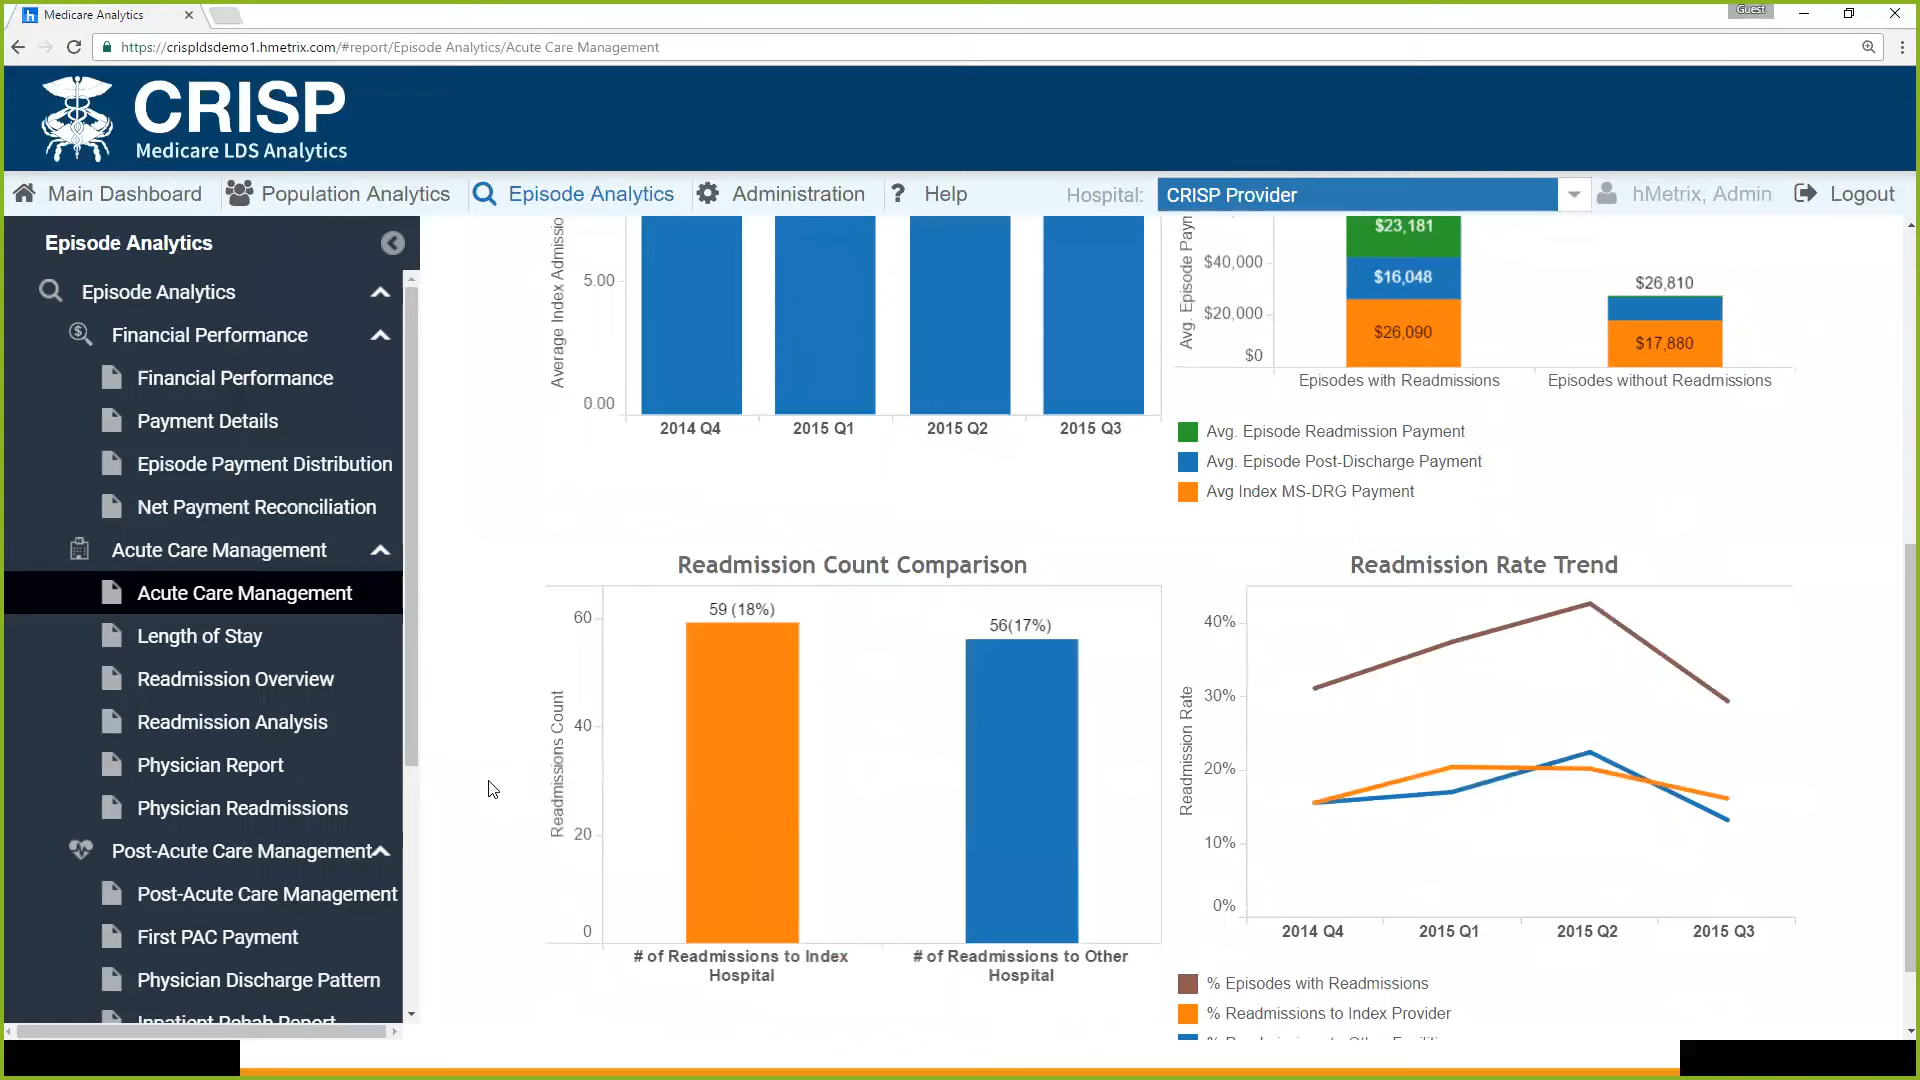 Medicare Analytics
Guest
https://crispldsdemo1.hmetrix.com/#report/Episode Analytics/Acute Care Management
CRISP
Medicare LDS Analytics
Main Dashboard
Population Analytics
Episode Analytics
Administration
? Help
Hospital:
CRISP Provider
hMetrix, Admin
Logout
Episode Analytics
Episode Analytics
Financial Performance
Financial Performance
Payment Details
Episode Payment Distribution
Net Payment Reconciliation
Acute Care Management
Acute Care Management
Length of Stay
Readmission Overview
Readmission Analysis
Physician Report
Physician Readmissions
Post-Acute Care Management
Post-Acute Care Management
First PAC Payment
Physician Discharge Pattern
Inpatient Rehab Report
Average Index Admissio
5.00
0.00
2014 Q4
2015 Q1
2015 Q2
2015 Q3
Avg. Episode Payn
$40,000
$20,000
$0
$23,181
$16,048
$26,090
$26,810
$17,880
Episodes with Readmissions
Episodes without Readmissions
Avg. Episode Readmission Payment
Avg. Episode Post-Discharge Payment
Avg Index MS-DRG Payment
Readmission Count Comparison
Readmissions Count
60
40
20
0
59 (18%)
56(17%)
# of Readmissions to Index
Hospital
# of Readmissions to Other
Hospital
Readmission Rate Trend
Readmission Rate
40%
30%
20%
10%
0%
2014 Q4
2015 Q1
2015 Q2
2015 Q3
% Episodes with Readmissions
% Readmissions to Index Provider